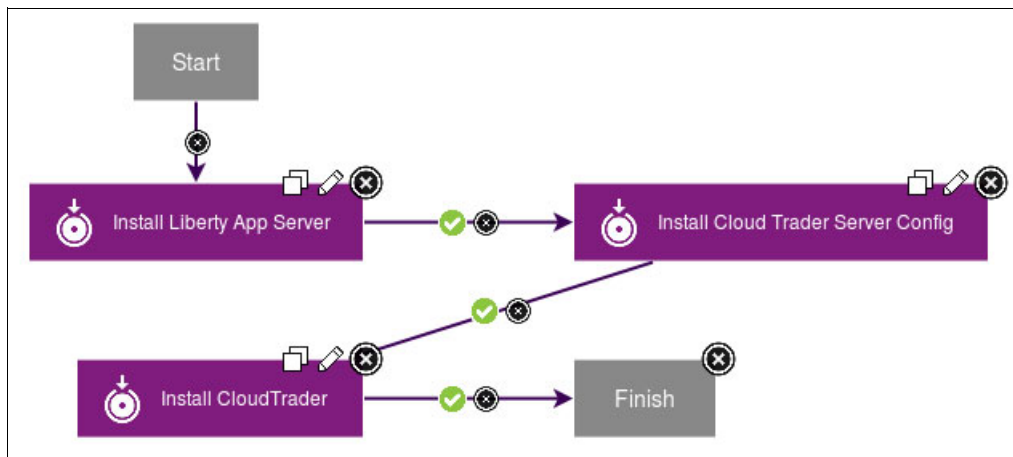 Start
Install Liberty App Server
Install Cloud Trader Server Config
Install CloudTrader
Finish